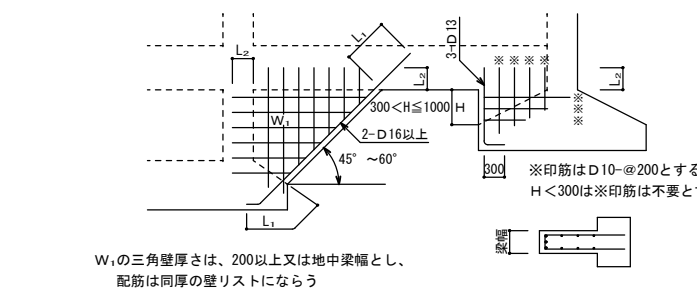 L₁
L₂
3-D13
※ ※ ※ ※
L₂
L₂
300<H≦1000
H
※
※
※
W₁
2-D16以上
45° ～60°
300
※印筋はD10-@200とする
H<300は※印筋は不要と
L₁
梁幅
W₁の三角壁厚さは、200以上又は地中梁幅とし、
配筋は同厚の壁リストにならう